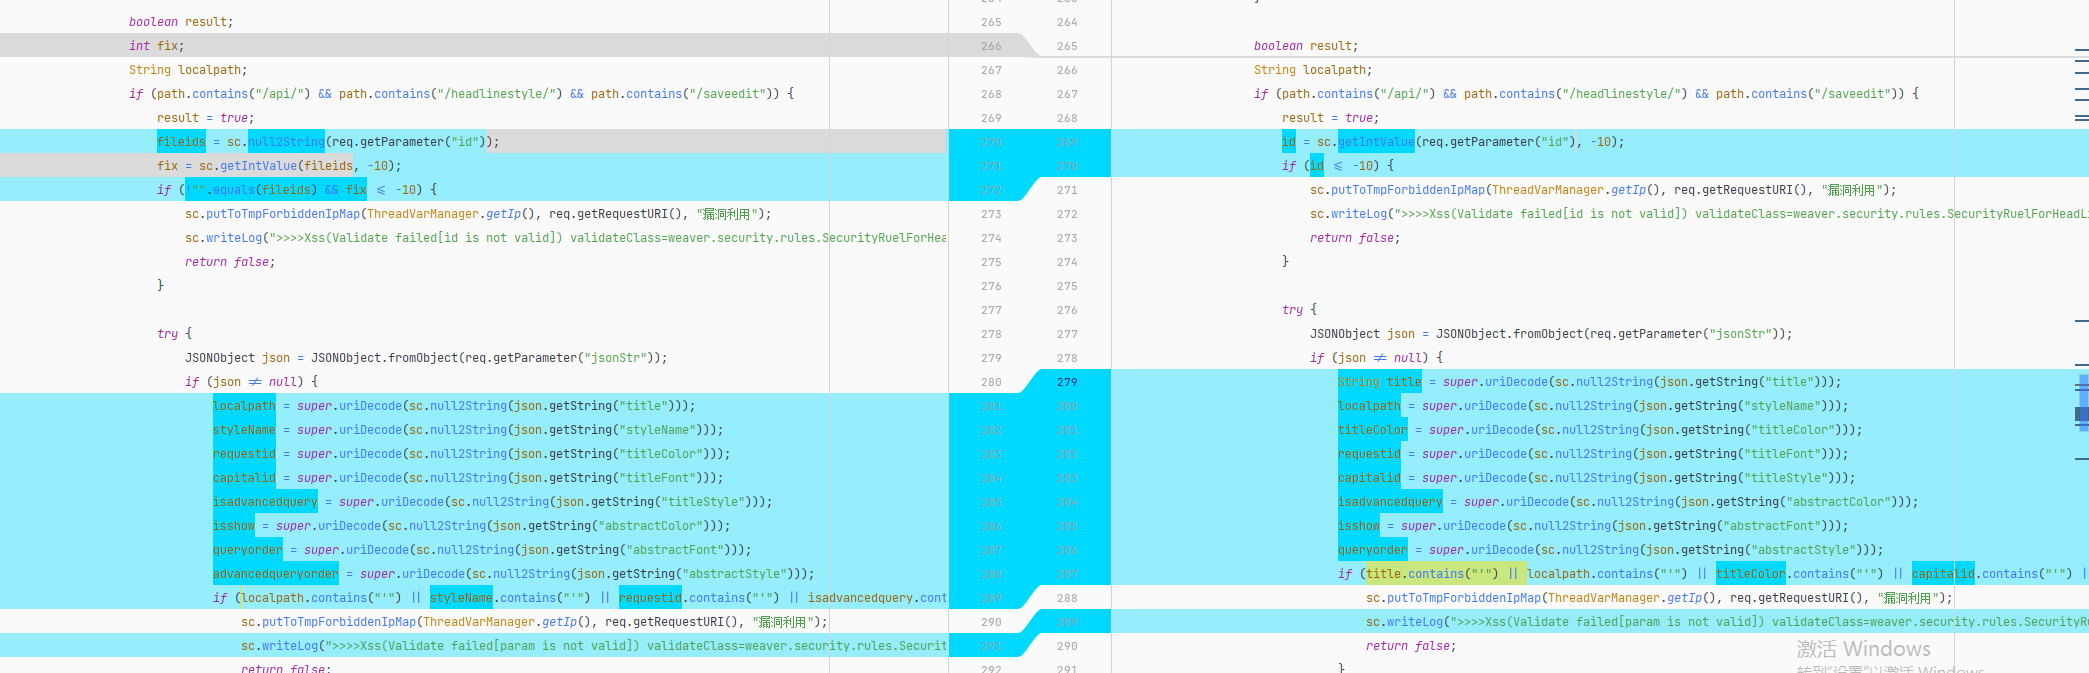 boolean result;
int fix;
String localpath;
if (path.contains("/api/") && path.contains("/headlinestyle/") && path.contains("/saveedit")) {
result = true;
fileids = sc.null2String(req.getParameter("id"));
fix = sc.getIntValue(fileids, -10);
if (!"".equals(fileids) && fix ≤ -10) {
sc.putToTmpForbiddenIpMap(ThreadVarManager.getIp(), req.getRequestURI(), "漏洞利用");
sc.writeLog(">>>>Xss(Validate failed[id is not valid]) validateClass=weaver.security.rules.SecurityRuelForHea
return false;
}
try {
JSONObject json = JSONObject.fromObject(req.getParameter("jsonStr"));
if (json ≠ null) {
localpath = super.uriDecode(sc.null2String(json.getString("title")));
styleName = super.uriDecode(sc.null2String(json.getString("styleName")));
requestid = super.uriDecode(sc.null2String(json.getString("titleColor")));
capitalid = super.uriDecode(sc.null2String(json.getString("titleFont")));
isadvancedquery = super.uriDecode(sc.null2String(json.getString("titleStyle")));
isshow = super.uriDecode(sc.null2String(json.getString("abstractColor")));
queryorder = super.uriDecode(sc.null2String(json.getString("abstractFont")));
advancedqueryorder = super.uriDecode(sc.null2String(json.getString("abstractStyle")));
if (localpath.contains("'") || styleName.contains("'") || requestid.contains("'") || isadvancedquery.cont
sc.putToTmpForbiddenIpMap(ThreadVarManager.getIp(), req.getRequestURI(), "漏洞利用");
sc.writeLog(">>>>Xss(Validate failed[param is not valid]) validateClass=weaver.security.rules.Securit
return false;
265 264
266 265
267 266
268 267
269 268
270 269
271 270
272 271
273 272
274 273
275 274
276 275
277 276
278 277
279 278
280 279
281 280
282 281
283 282
284 283
285 284
286 285
287 286
288 287
289 288
290 289
291 290
292 291
boolean result;
String localpath;
if (path.contains("/api/") && path.contains("/headlinestyle/") && path.contains("/saveedit")) {
result = true;
id = sc.getIntValue(req.getParameter("id"), -10);
if (id ≤ -10) {
sc.putToTmpForbiddenIpMap(ThreadVarManager.getIp(), req.getRequestURI(), "漏洞利用");
sc.writeLog(">>>>Xss(Validate failed[id is not valid]) validateClass=weaver.security.rules.SecurityRuelForHeadLi
return false;
}
try {
JSONObject json = JSONObject.fromObject(req.getParameter("jsonStr"));
if (json ≠ null) {
String title = super.uriDecode(sc.null2String(json.getString("title")));
localpath = super.uriDecode(sc.null2String(json.getString("styleName")));
titleColor = super.uriDecode(sc.null2String(json.getString("titleColor")));
requestid = super.uriDecode(sc.null2String(json.getString("titleFont")));
capitalid = super.uriDecode(sc.null2String(json.getString("titleStyle")));
isadvancedquery = super.uriDecode(sc.null2String(json.getString("abstractColor")));
isshow = super.uriDecode(sc.null2String(json.getString("abstractFont")));
queryorder = super.uriDecode(sc.null2String(json.getString("abstractStyle")));
if (title.contains("'") || localpath.contains("'") || titleColor.contains("'") || capitalid.contains("'") ||
sc.putToTmpForbiddenIpMap(ThreadVarManager.getIp(), req.getRequestURI(), "漏洞利用");
sc.writeLog(">>>>Xss(Validate failed[param is not valid]) validateClass=weaver.security.rules.SecurityRu
return false;
}
激活 Windows
转到"设置"以激活 Windows